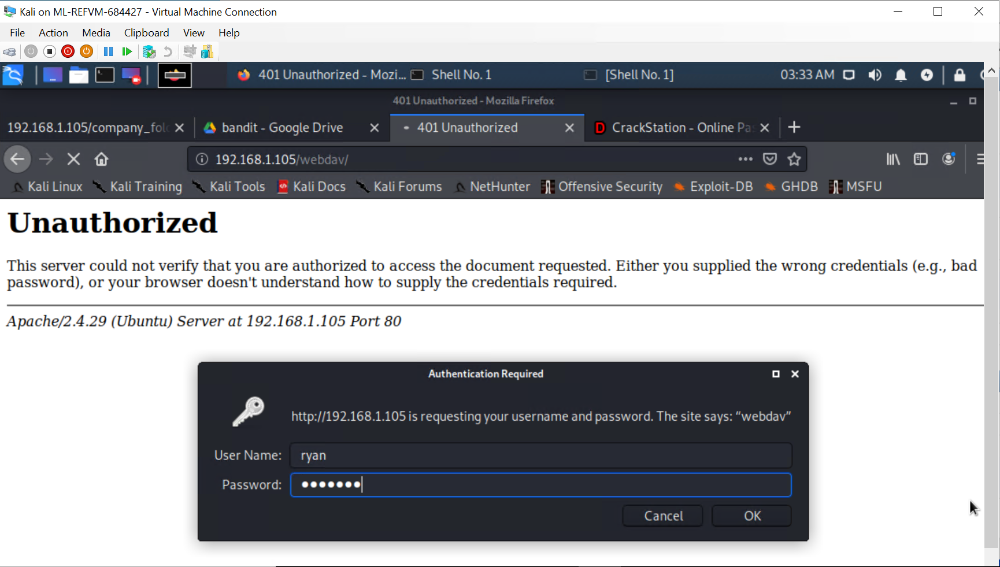 Kali on ML-REFVM-684427 - Virtual Machine Connection
File Action Media Clipboard View Help
401 Unauthorized - Mozi... Shell No. 1 [Shell No. 1] 03:33 AM
401 Unauthorized - Mozilla Firefox
192.168.1.105/company_fol bandit - Google Drive 401 Unauthorized CrackStation - Online Pa
192.168.1.105/webdav/
Kali Linux Kali Training Kali Tools Kali Docs Kali Forums NetHunter Offensive Security Exploit-DB GHDB MSFU
Unauthorized
This server could not verify that you are authorized to access the document requested. Either you supplied the wrong credentials (e.g., bad
password), or your browser doesn't understand how to supply the credentials required.
Apache/2.4.29 (Ubuntu) Server at 192.168.1.105 Port 80
Authentication Required
http://192.168.1.105 is requesting your username and password. The site says: “webdav”
User Name: ryan
Password: •••••••
Cancel OK